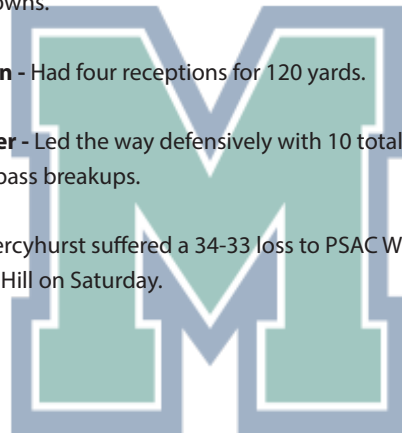 owns.
n - Had four receptions for 120 yards.
er - Led the way defensively with 10 total
pass breakups.
ercyhurst suffered a 34-33 loss to PSAC W
Hill on Saturday.
M